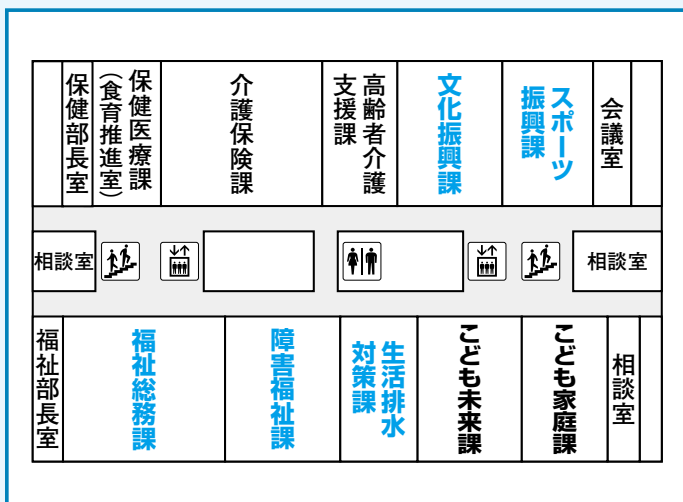 保健部長室
保健医療課
(食育推進室)
介護保険課
高齢者介護
支援課
文化振興課
スポーツ
振興課
会議室
相談室
相談室
福祉部長室
福祉総務課
障害福祉課
生活排水
対策課
こども未来課
こども家庭課
相談室